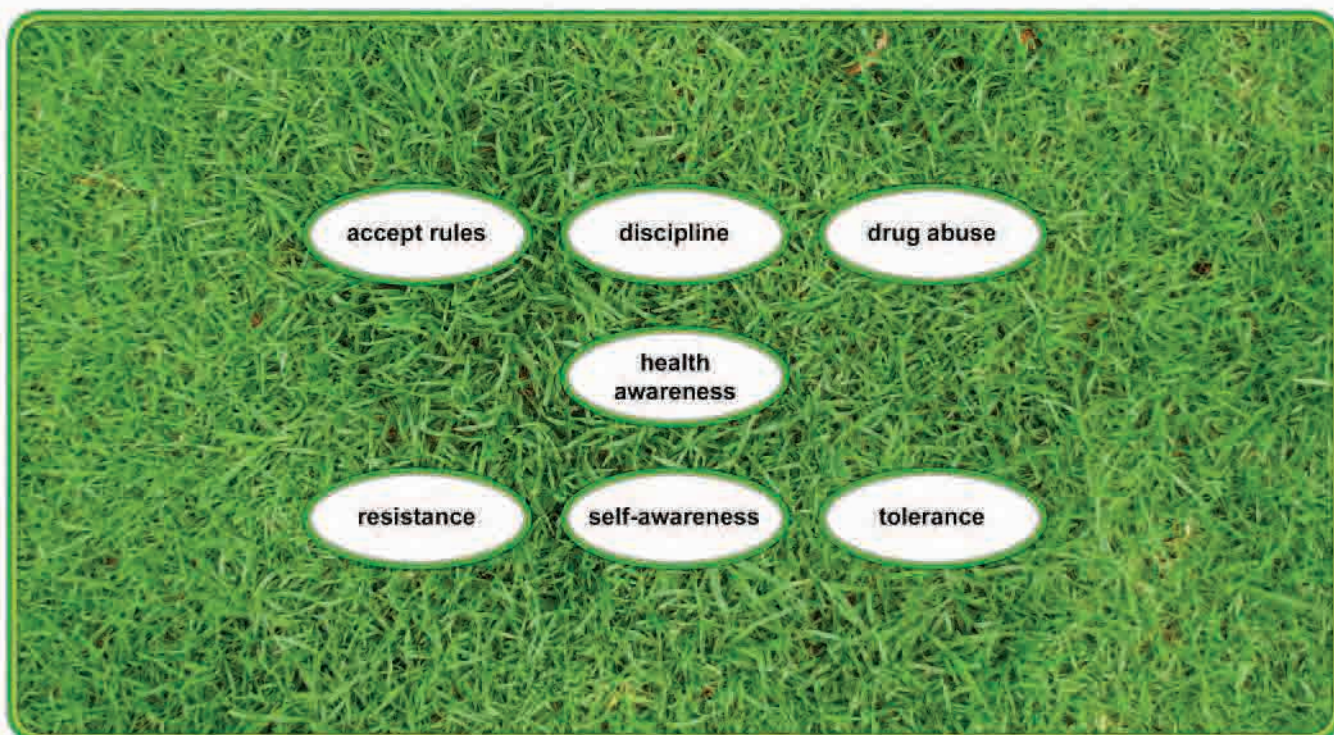 accept rules
discipline
drug abuse
health
awareness
resistance
self-awareness
tolerance